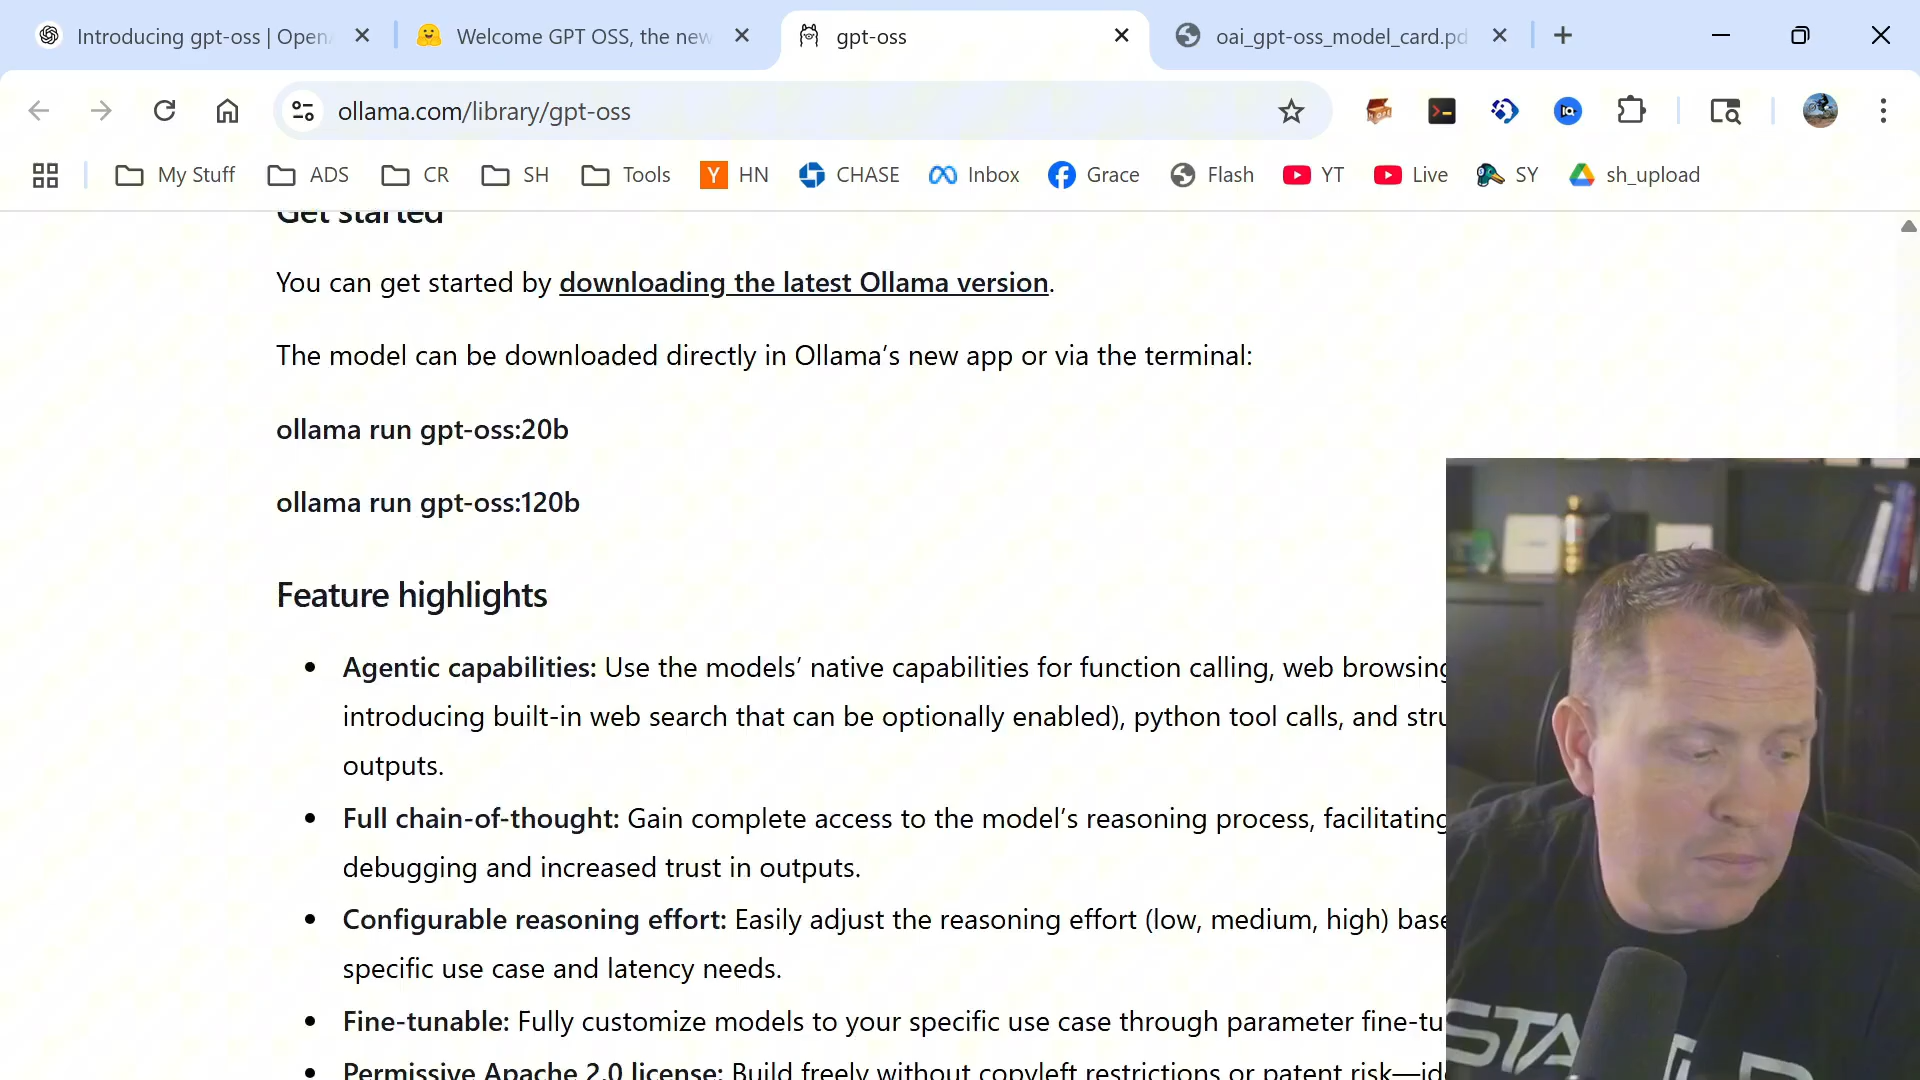 Introducing gpt-oss | Open
Welcome GPT OSS, the new
gpt-oss
oai_gpt-oss_model_card.pd
ollama.com/library/gpt-oss
My Stuff
ADS
CR
SH
Tools
Y HN
CHASE
Inbox
Grace
Flash
YT
Live
SY
sh_upload
Get started
You can get started by downloading the latest Ollama version.
The model can be downloaded directly in Ollama’s new app or via the terminal:
ollama run gpt-oss:20b
ollama run gpt-oss:120b
Feature highlights
• Agentic capabilities: Use the models’ native capabilities for function calling, web browsing
introducing built-in web search that can be optionally enabled), python tool calls, and stru
outputs.
• Full chain-of-thought: Gain complete access to the model’s reasoning process, facilitating
debugging and increased trust in outputs.
• Configurable reasoning effort: Easily adjust the reasoning effort (low, medium, high) base
specific use case and latency needs.
• Fine-tunable: Fully customize models to your specific use case through parameter fine-tu
• Permissive Apache 2.0 license: Build freely without copyleft restrictions or patent risk—id